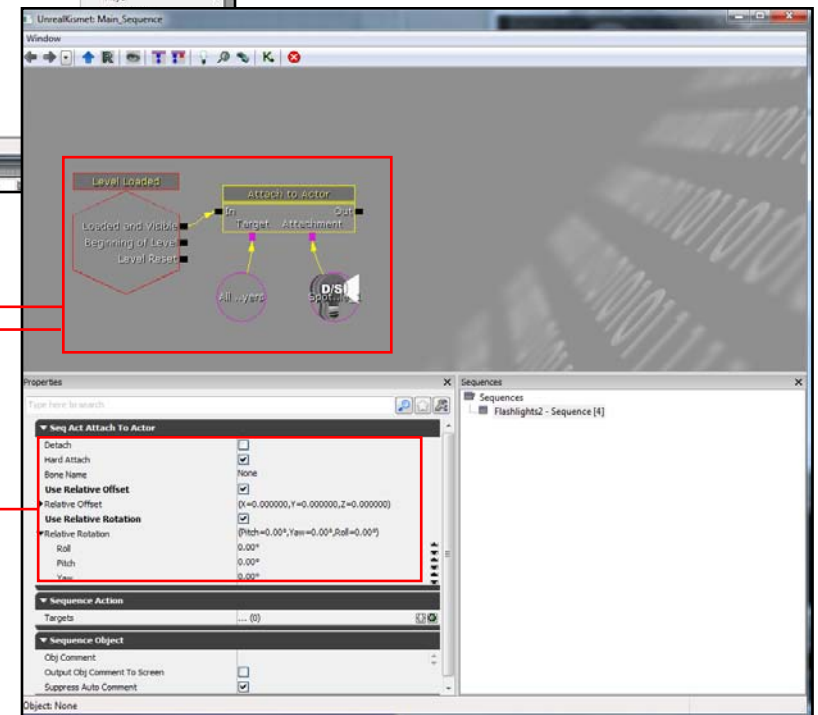 UnrealKismet: Main_Sequence
Window
Level Loaded
Loaded and Visible
Beginning of Level
Level Reset
Attach to Actor
In Out
Target Attachment
All ...yers
D/S
Properties
Type here to search
Seq Act Attach To Actor
Detach
Hard Attach
Bone Name None
Use Relative Offset
Relative Offset (X=0.000000,Y=0.000000,Z=0.000000)
Use Relative Rotation
Relative Rotation (Pitch=0.00°,Yaw=0.00°,Roll=0.00°)
Roll 0.00°
Pitch 0.00°
Yaw 0.00°
Sequence Action
Targets ... (0)
Sequence Object
Obj Comment
Output Obj Comment To Screen
Suppress Auto Comment
Object: None
Sequences
Sequences
Flashlights2 - Sequence [4]